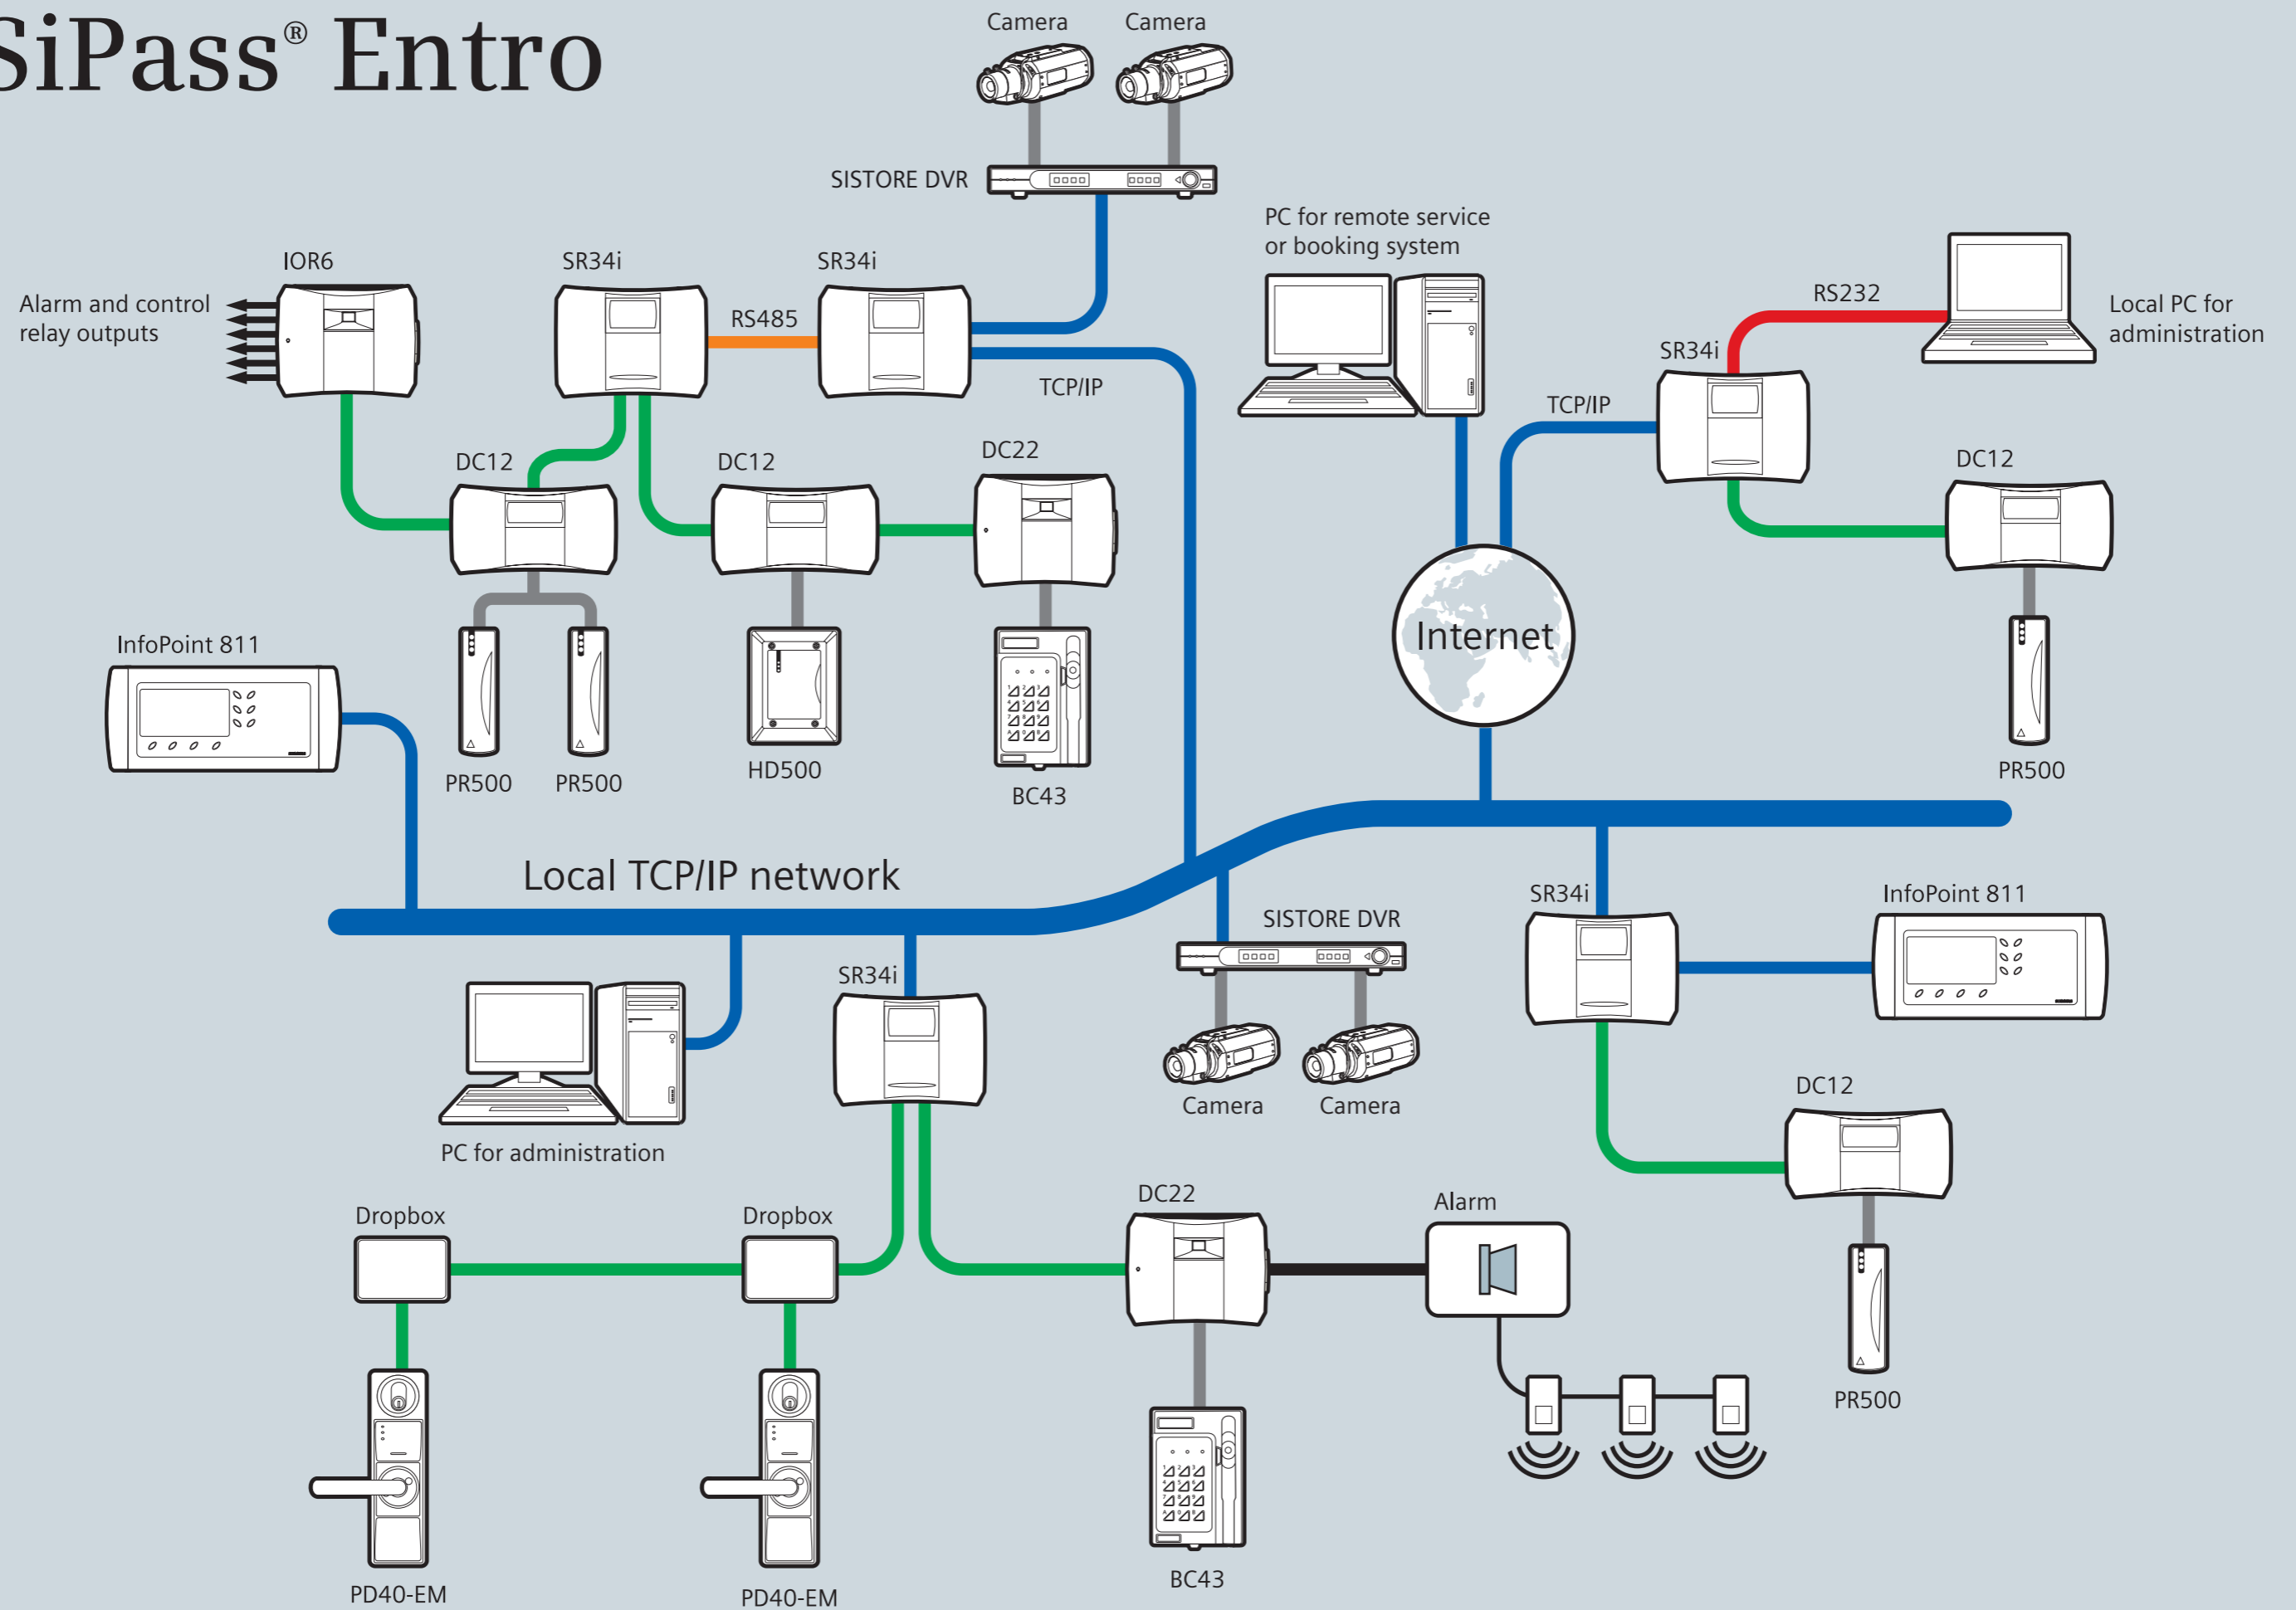 SiPass® Entro
Camera
Camera
SISTORE DVR
PC for remote service
or booking system
IOR6
SR34i
SR34i
Alarm and control
relay outputs
RS485
TCP/IP
RS232
Local PC for
administration
SR34i
TCP/IP
DC12
DC12
DC22
DC12
Internet
InfoPoint 811
PR500
PR500
HD500
BC43
PR500
Local TCP/IP network
SISTORE DVR
SR34i
InfoPoint 811
SR34i
Camera
Camera
DC12
PC for administration
Dropbox
Dropbox
DC22
Alarm
PR500
PD40-EM
PD40-EM
BC43